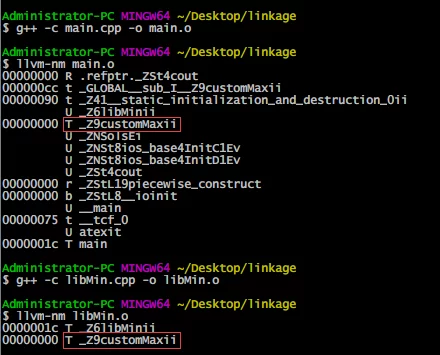 Administrator-PC MINGW64 ~/Desktop/linkage
$ g++ -c main.cpp -o main.o
Administrator-PC MINGW64 ~/Desktop/linkage
$ llvm-nm main.o
00000000 R .refptr._ZSt4cout
000000cc t _GLOBAL__sub_I__Z9customMaxii
00000090 t _Z41__static_initialization_and_destruction_0ii
U _Z6libMinii
00000000 T _Z9customMaxii
U _ZNSolsEi
U _ZNSt8ios_base4InitC1Ev
U _ZNSt8ios_base4InitD1Ev
U _ZSt4cout
00000000 r _ZStL19piecewise_construct
00000000 b _ZStL8__ioinit
U __main
00000075 t __tcf_0
U atexit
0000001c T main
Administrator-PC MINGW64 ~/Desktop/linkage
$ g++ -c libMin.cpp -o libMin.o
Administrator-PC MINGW64 ~/Desktop/linkage
$ llvm-nm libMin.o
0000001c T _Z6libMinii
00000000 T _Z9customMaxii